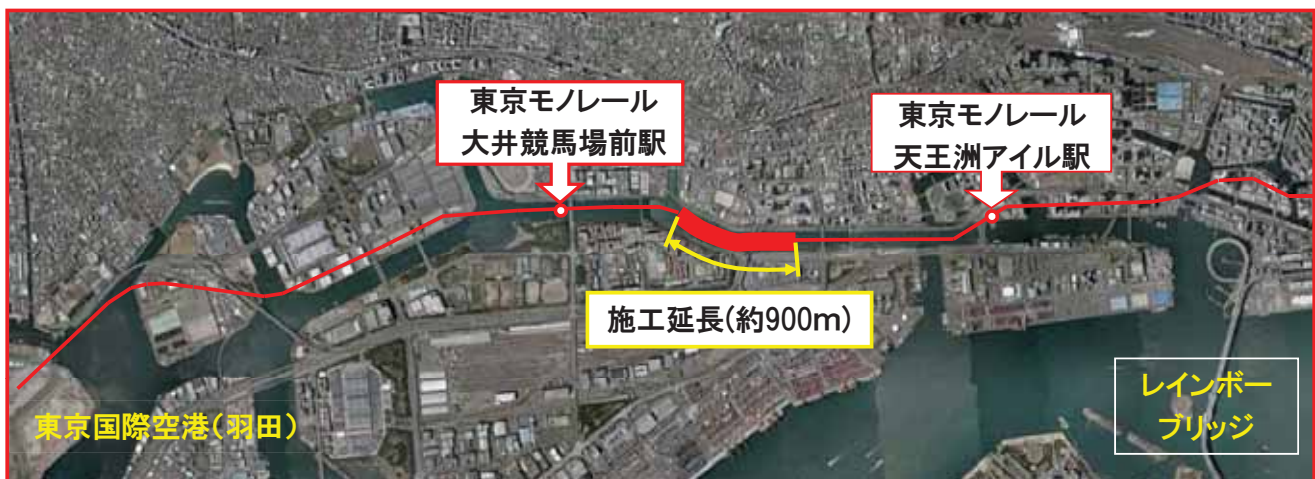 東京モノレール
大井競馬場前駅
東京モノレール
天王洲アイル駅
施工延長(約900m)
東京国際空港(羽田)
レインボー
ブリッジ